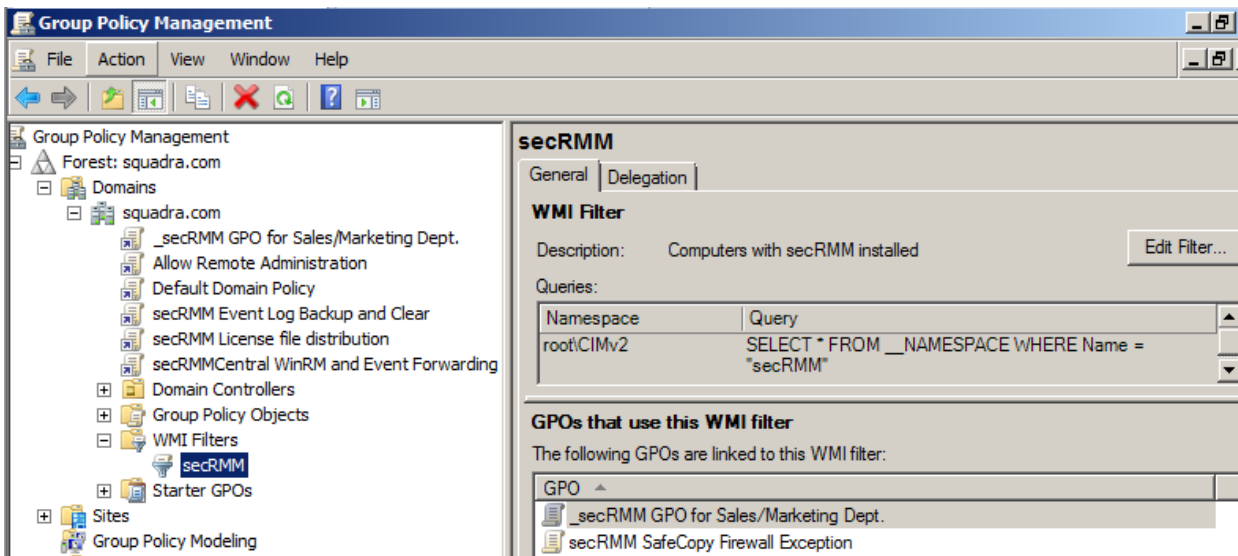 Group Policy Management
File Action View Window Help
Group Policy Management
Forest: squadra.com
Domains
squadra.com
_secRMM GPO for Sales/Marketing Dept.
Allow Remote Administration
Default Domain Policy
secRMM Event Log Backup and Clear
secRMM License file distribution
secRMMCentral WinRM and Event Forwarding
Domain Controllers
Group Policy Objects
WMI Filters
secRMM
Starter GPOs
Sites
Group Policy Modeling
secRMM
General Delegation
WMI Filter
Description: Computers with secRMM installed
Edit Filter...
Queries:
Namespace Query
root\CIMv2 SELECT * FROM __NAMESPACE WHERE Name =
"secRMM"
GPOs that use this WMI filter
The following GPOs are linked to this WMI filter:
GPO
_secRMM GPO for Sales/Marketing Dept.
secRMM SafeCopy Firewall Exception